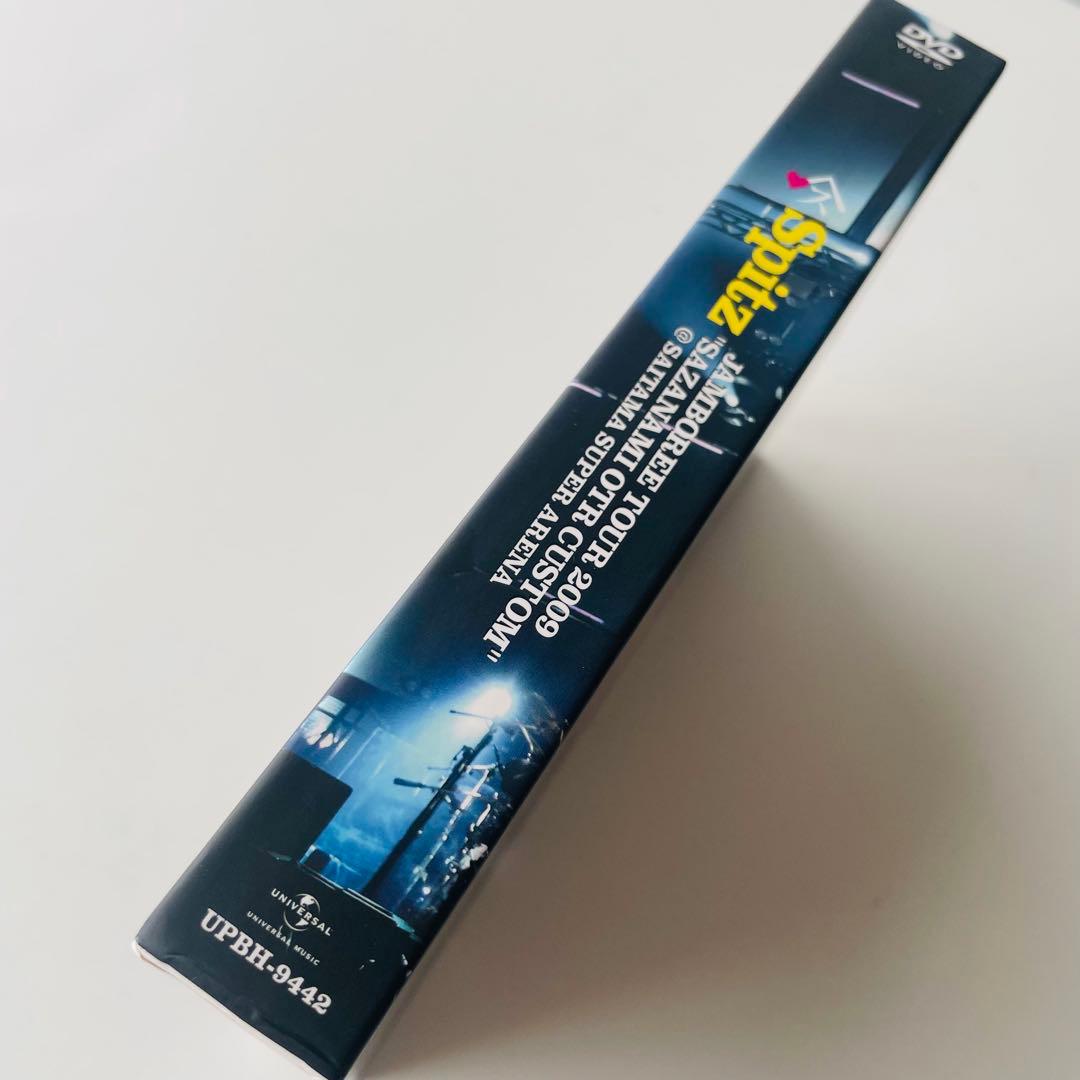 DVD
VIDEO
Spitz
JAMBOREE TOUR 2009
"SAZANAMI OTR CUSTOM"
@ SAITAMA SUPER ARENA
UNIVERSAL
UNIVERSAL MUSIC
UPBH-9442